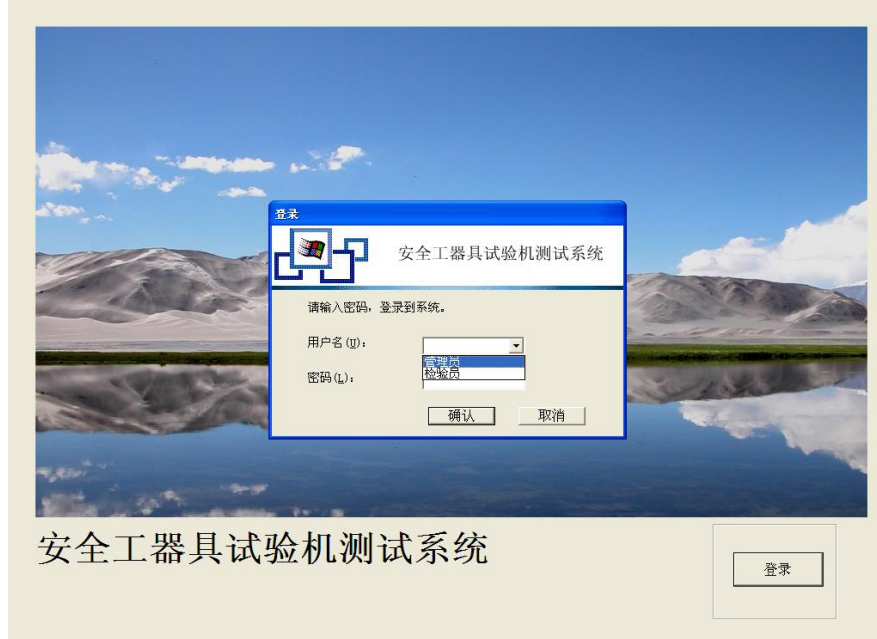 登录
安全工器具试验机测试系统
请输入密码，登录到系统。
用户名(U)：
管理员
检验员
密码(L)：
确认 取消
安全工器具试验机测试系统
登录